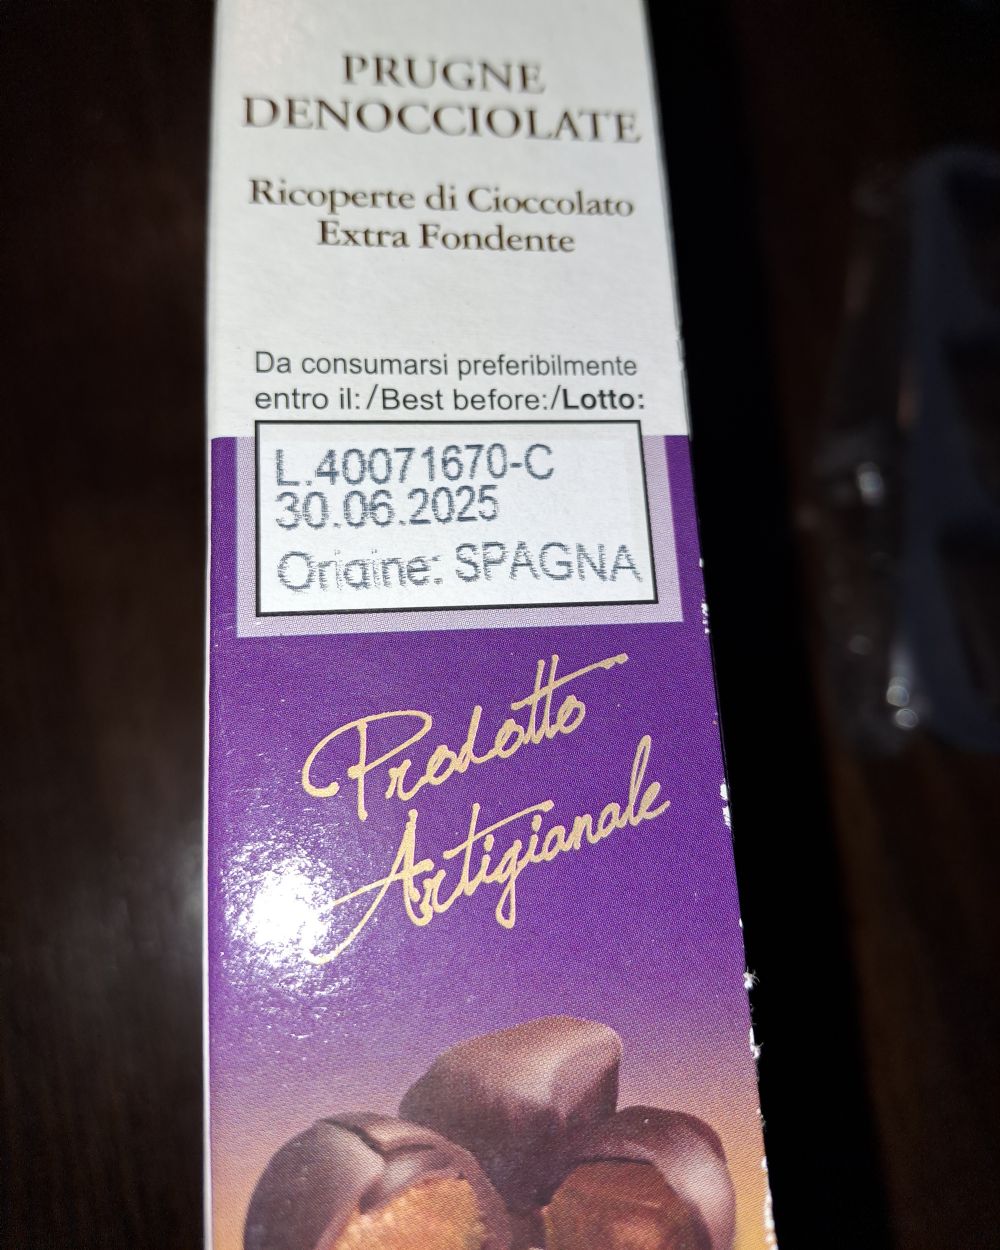 PRUGNE
DENOCCIOLATE
Ricoperte di Cioccolato
Extra Fondente
Da consumarsi preferibilmente
entro il:/Best before:/Lotto:
L.40071670-C
30.06.2025
Origine: SPAGNA
Prodotto
Artigianale